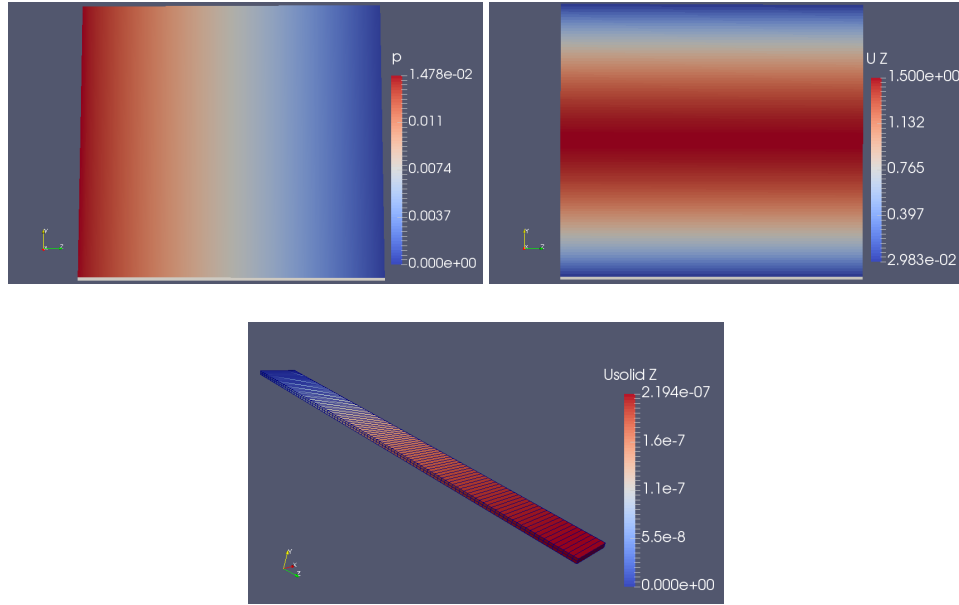 p
1.478e-02
0.011
0.0074
0.0037
0.000e+00
Y
X Z
U Z
1.500e+00
1.132
0.765
0.397
2.983e-02
Y
X Z
Usolid Z
2.194e-07
1.6e-7
1.1e-7
5.5e-8
0.000e+00
Y
X
Z